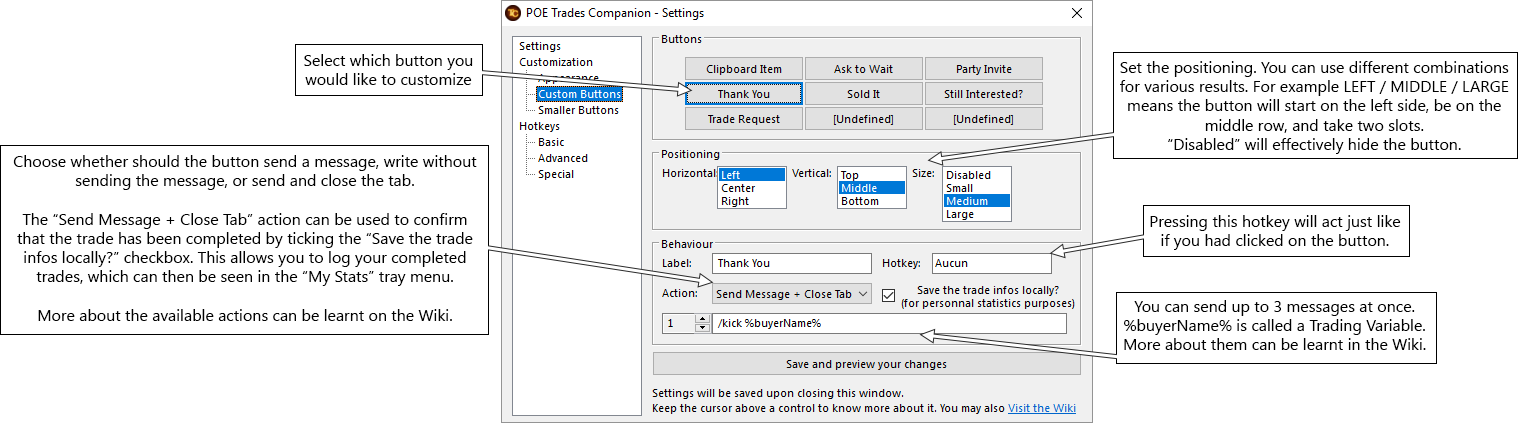 POE Trades Companion - Settings
Select which button you
would like to customize
Choose whether should the button send a message, write without
sending the message, or send and close the tab.
The “Send Message + Close Tab” action can be used to confirm
that the trade has been completed by ticking the “Save the trade
infos locally?” checkbox. This allows you to log your completed
trades, which can then be seen in the “My Stats” tray menu.
More about the available actions can be learnt on the Wiki.
Settings
Customization
Appearance
Custom Buttons
Smaller Buttons
Hotkeys
Basic
Advanced
Special
Buttons
Clipboard Item Ask to Wait Party Invite
Thank You Sold It Still Interested?
Trade Request [Undefined] [Undefined]
Positioning
Horizontal: Left Center Right
Vertical: Top Middle Bottom
Size: Disabled Small Medium Large
Behaviour
Label: Thank You Hotkey: Aucun
Action: Send Message + Close Tab Save the trade infos locally?
(for personnal statistics purposes)
1 /kick %buyerName%
Save and preview your changes
Settings will be saved upon closing this window.
Keep the cursor above a control to know more about it. You may also Visit the Wiki
Set the positioning. You can use different combinations
for various results. For example LEFT / MIDDLE / LARGE
means the button will start on the left side, be on the
middle row, and take two slots.
“Disabled” will effectively hide the button.
Pressing this hotkey will act just like
if you had clicked on the button.
You can send up to 3 messages at once.
%buyerName% is called a Trading Variable.
More about them can be learnt in the Wiki.